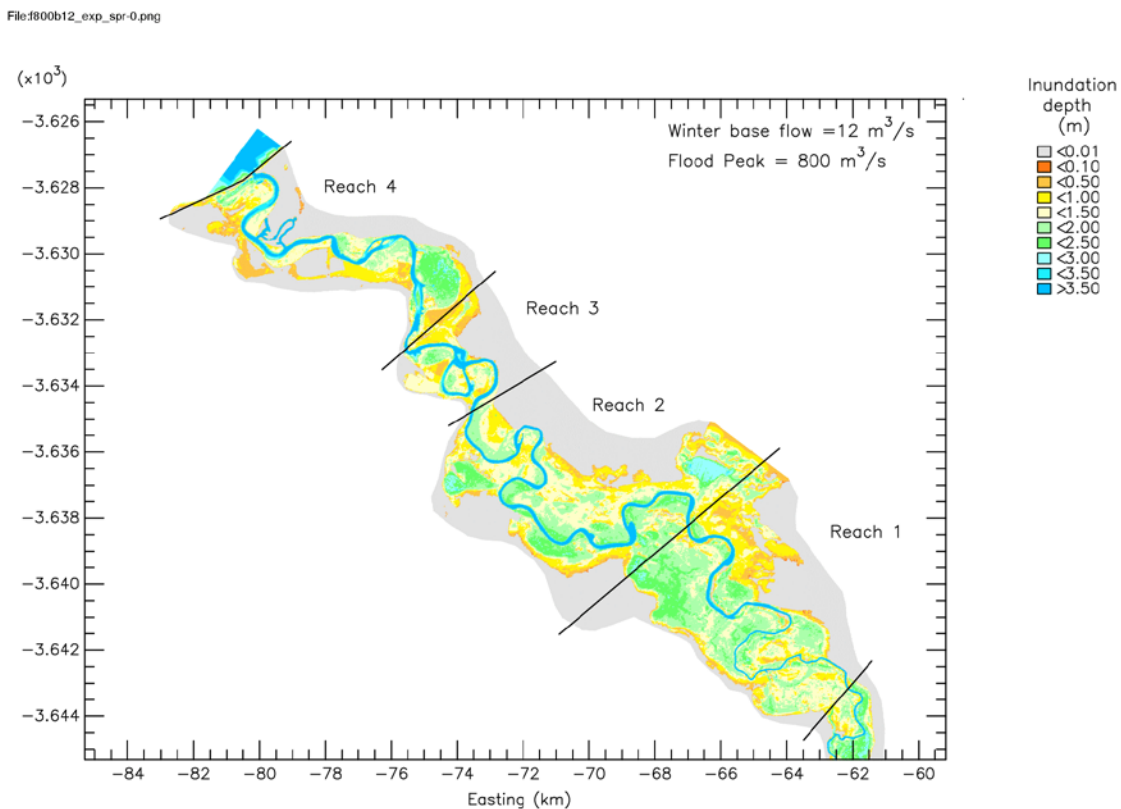 File:f800b12_exp_spr-0.png
(x10³)
Inundation
depth
(m)
<0.01
<0.10
<0.50
<1.00
<1.50
<2.00
<2.50
<3.00
<3.50
>3.50
Winter base flow =12 m³/s
Flood Peak = 800 m³/s
Reach 4
Reach 3
Reach 2
Reach 1
-3.626
-3.628
-3.630
-3.632
-3.634
-3.636
-3.638
-3.640
-3.642
-3.644
-84 -82 -80 -78 -76 -74 -72 -70 -68 -66 -64 -62 -60
Easting (km)